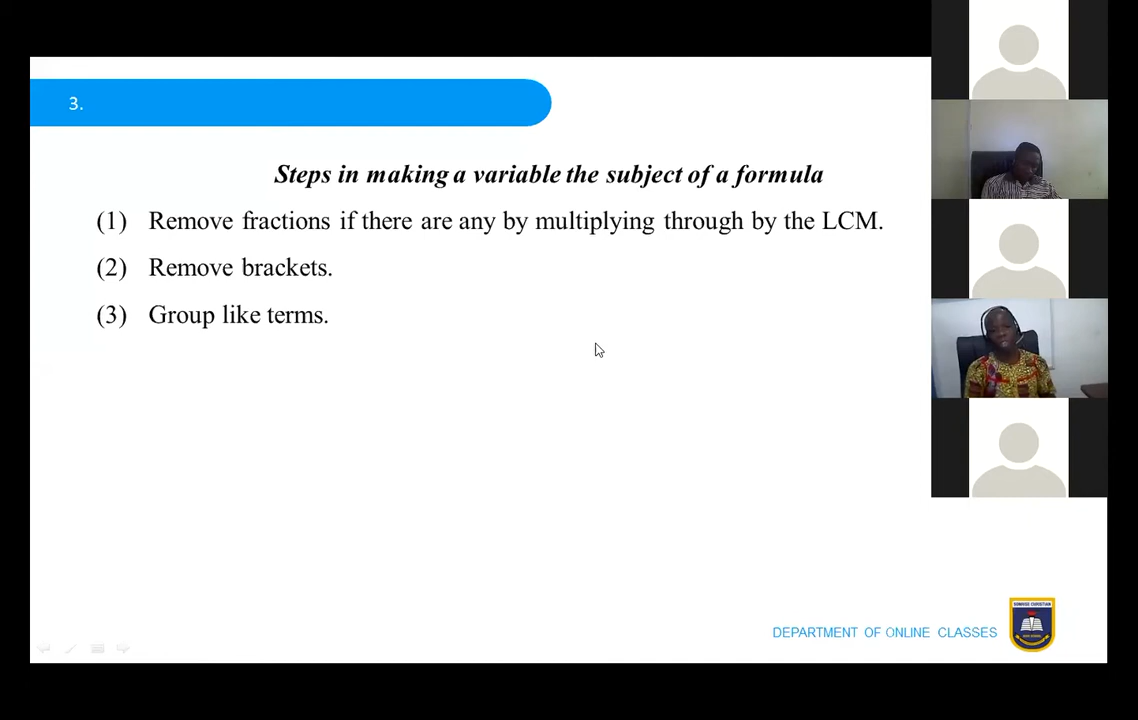 3.
Steps in making a variable the subject of a formula
(1) Remove fractions if there are any by multiplying through by the LCM.
(2) Remove brackets.
(3) Group like terms.
DEPARTMENT OF ONLINE CLASSES